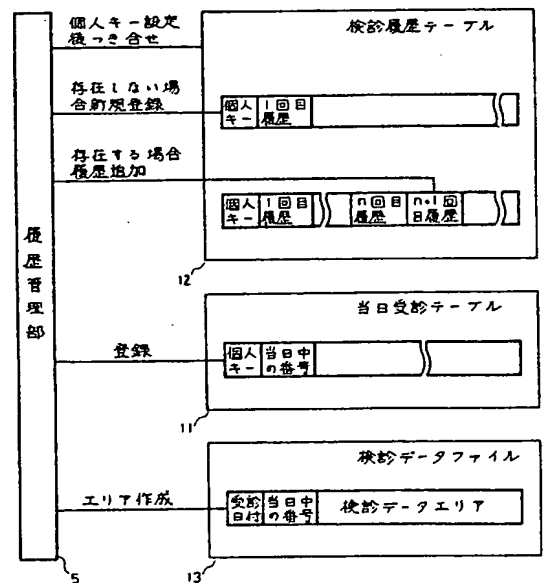 個人キー設定
後つき合せ
検診履歴テーブル
存在しない場
合新規登録
個人
キー
1回目
履歴
存在する場合
履歴追加
個人
キー
1回目
履歴
n回目
履歴
n+1回
目履歴
12
履歴管理部
当日受診テーブル
登録
個人
キー
当日中
の番号
11
検診データファイル
エリア作成
受診
日付
当日中
の番号
検診データエリア
5
13